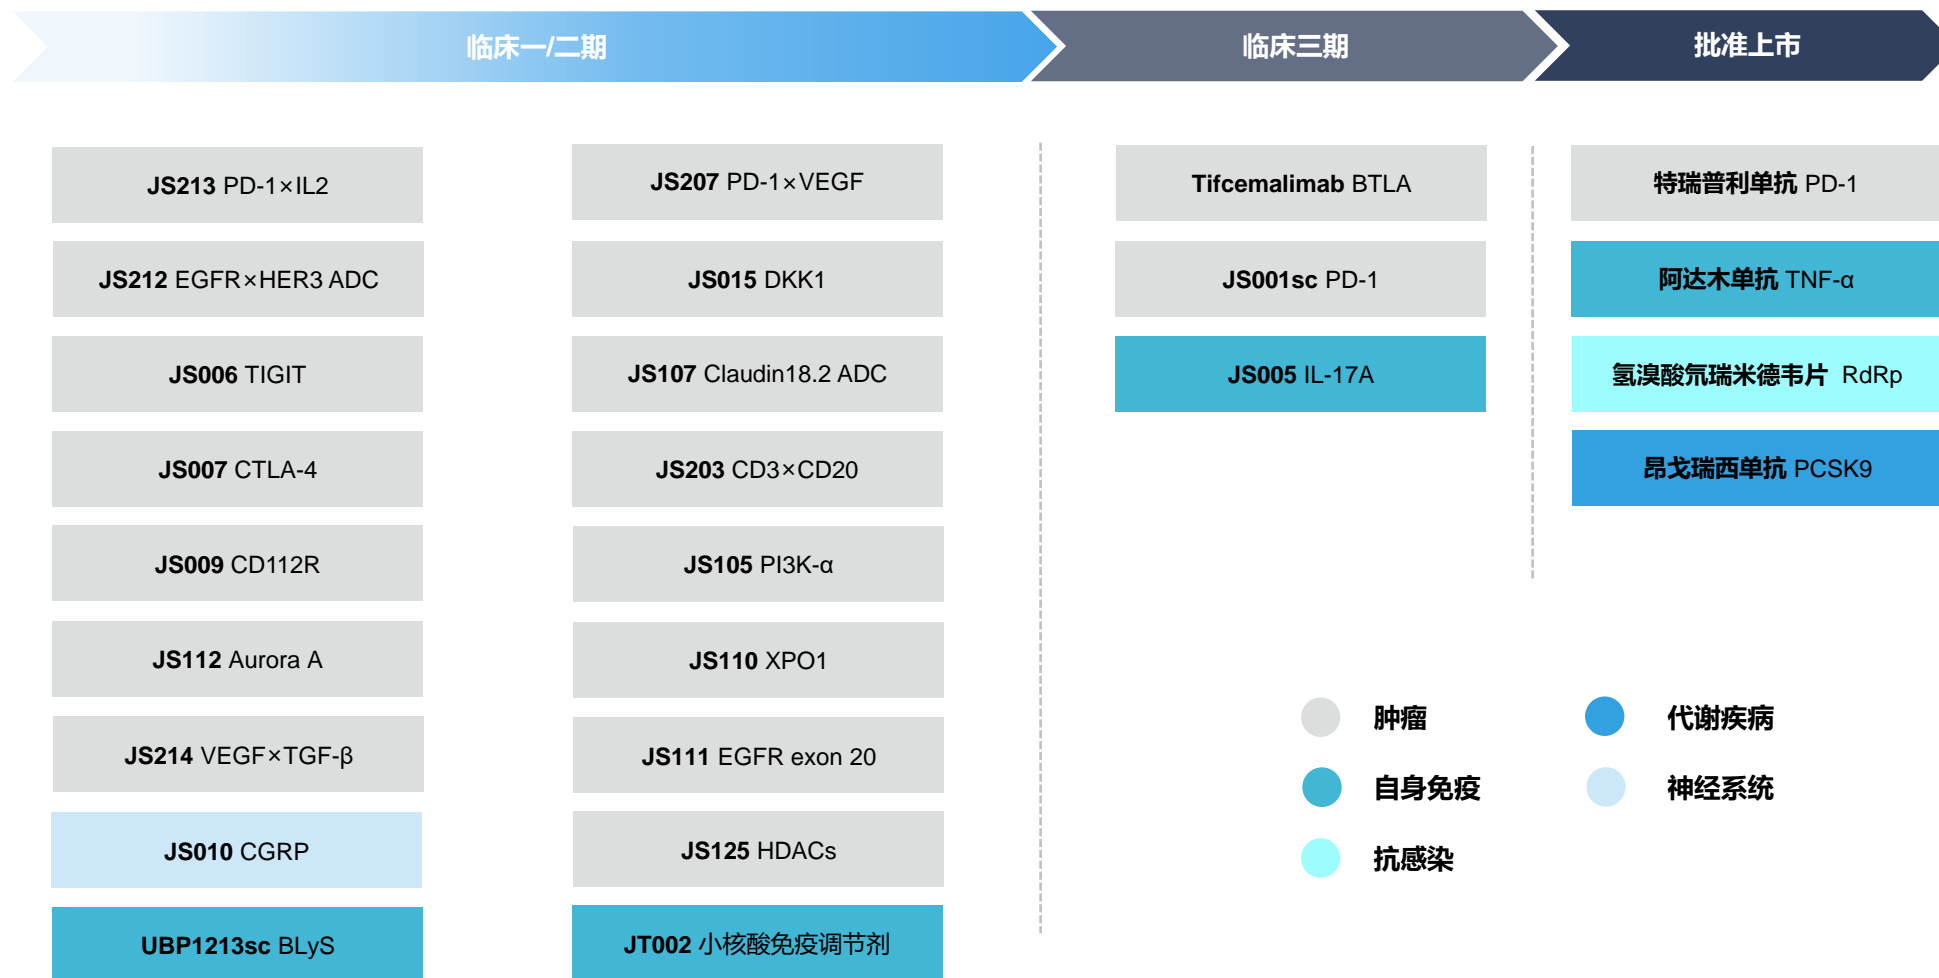 临床一/二期
临床三期
批准上市
JS213 PD-1×IL2
JS207 PD-1×VEGF
Tifcemalimab BTLA
特瑞普利单抗 PD-1
JS212 EGFR×HER3 ADC
JS015 DKK1
JS001sc PD-1
阿达木单抗 TNF-α
JS006 TIGIT
JS107 Claudin18.2 ADC
JS005 IL-17A
氢溴酸氘瑞米德韦片 RdRp
JS007 CTLA-4
JS203 CD3×CD20
昂戈瑞西单抗 PCSK9
JS009 CD112R
JS105 PI3K-α
JS112 Aurora A
JS110 XPO1
JS214 VEGF×TGF-β
JS111 EGFR exon 20
JS010 CGRP
JS125 HDACs
UBP1213sc BLyS
JT002 小核酸免疫调节剂
肿瘤
代谢疾病
自身免疫
神经系统
抗感染